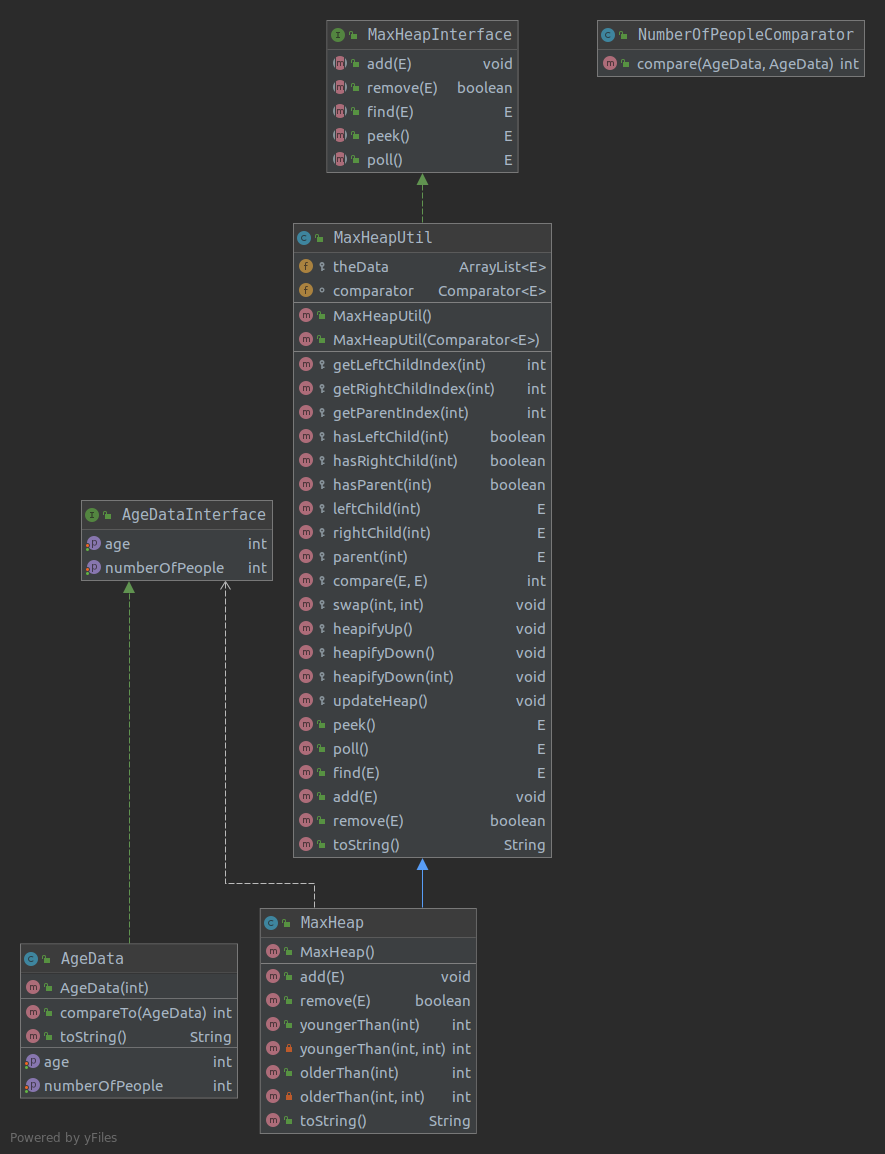 MaxHeapInterface
add(E) void
remove(E) boolean
find(E) E
peek() E
poll() E
NumberOfPeopleComparator
compare(AgeData, AgeData) int
MaxHeapUtil
theData ArrayList<E>
comparator Comparator<E>
MaxHeapUtil()
MaxHeapUtil(Comparator<E>)
getLeftChildIndex(int) int
getRightChildIndex(int) int
getParentIndex(int) int
hasLeftChild(int) boolean
hasRightChild(int) boolean
hasParent(int) boolean
leftChild(int) E
rightChild(int) E
parent(int) E
compare(E, E) int
swap(int, int) void
heapifyUp() void
heapifyDown() void
heapifyDown(int) void
updateHeap() void
peek() E
poll() E
find(E) E
add(E) void
remove(E) boolean
toString() String
AgeDataInterface
age int
numberOfPeople int
AgeData
AgeData(int)
compareTo(AgeData) int
toString() String
age int
numberOfPeople int
MaxHeap
MaxHeap()
add(E) void
remove(E) boolean
youngerThan(int) int
youngerThan(int, int) int
olderThan(int) int
olderThan(int, int) int
toString() String
Powered by yFiles